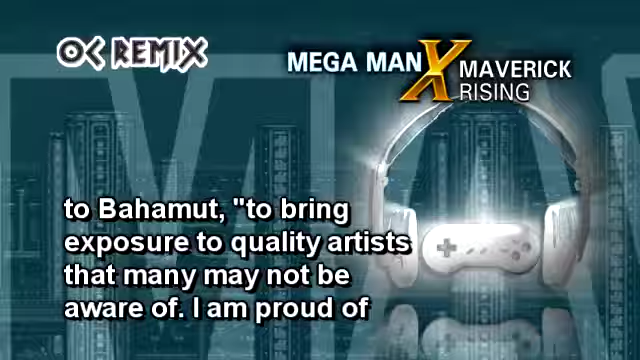 OC REMIX
MEGA MAN X MAVERICK
RISING
to Bahamut, "to bring
exposure to quality artists
that many may not be
aware of. I am proud of